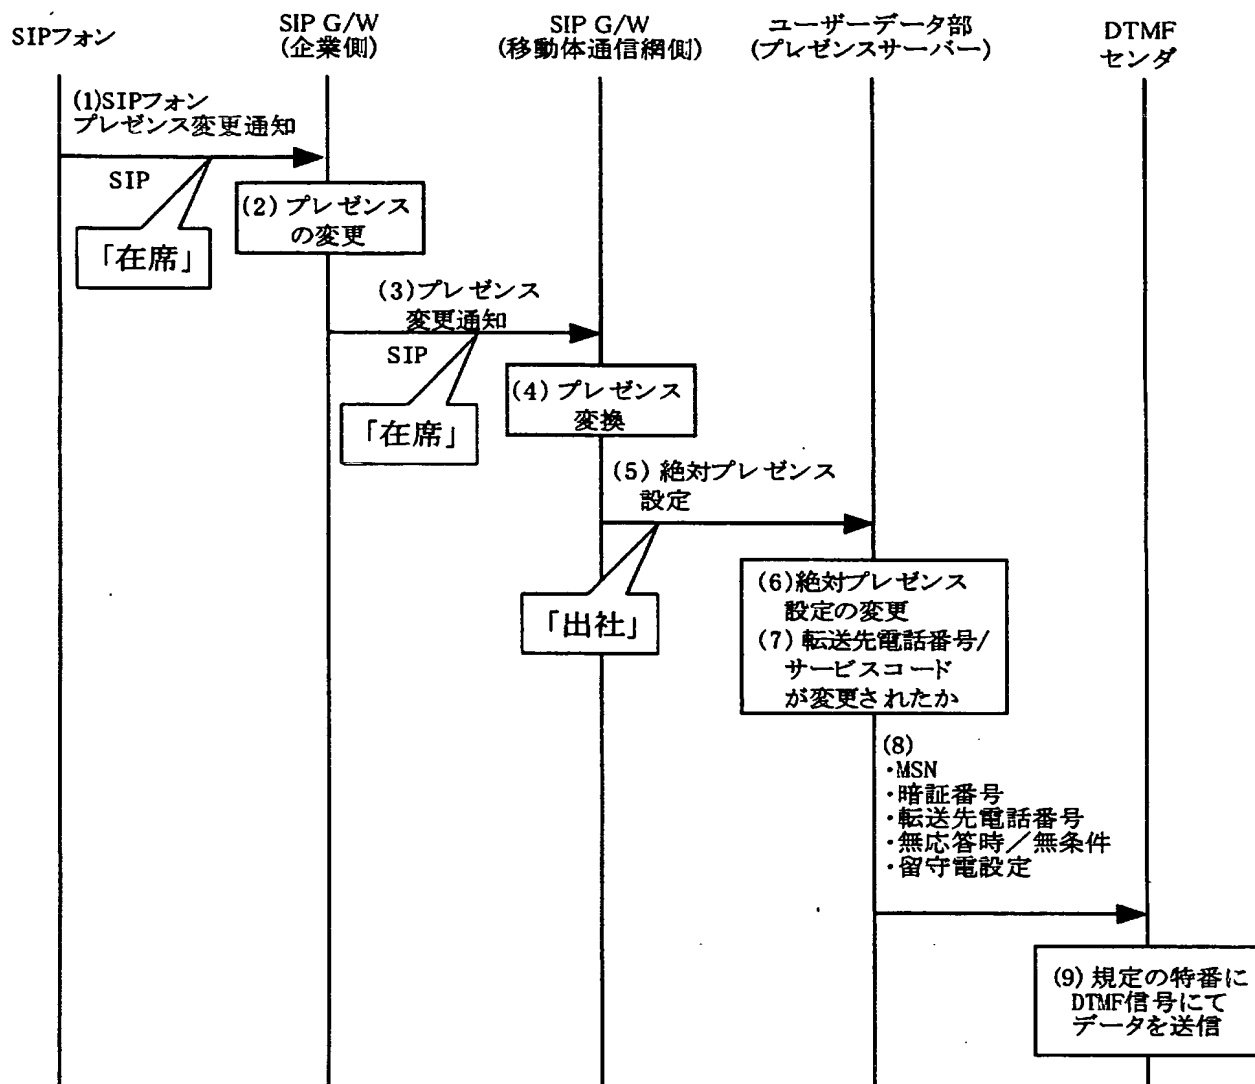 SIPフォン
SIP G/W
(企業側)
SIP G/W
(移動体通信網側)
ユーザーデータ部
(プレゼンスサーバー)
DTMF
センダ
(1)SIPフォン
プレゼンス変更通知
SIP
「在席」
(2) プレゼンス
の変更
(3)プレゼンス
変更通知
SIP
「在席」
(4) プレゼンス
変換
(5) 絶対プレゼンス
設定
「出社」
(6)絶対プレゼンス
設定の変更
(7) 転送先電話番号/
サービスコード
が変更されたか
(8)
・MSN
・暗証番号
・転送先電話番号
・無応答時／無条件
・留守電設定
(9) 規定の特番に
DTMF信号にて
データを送信